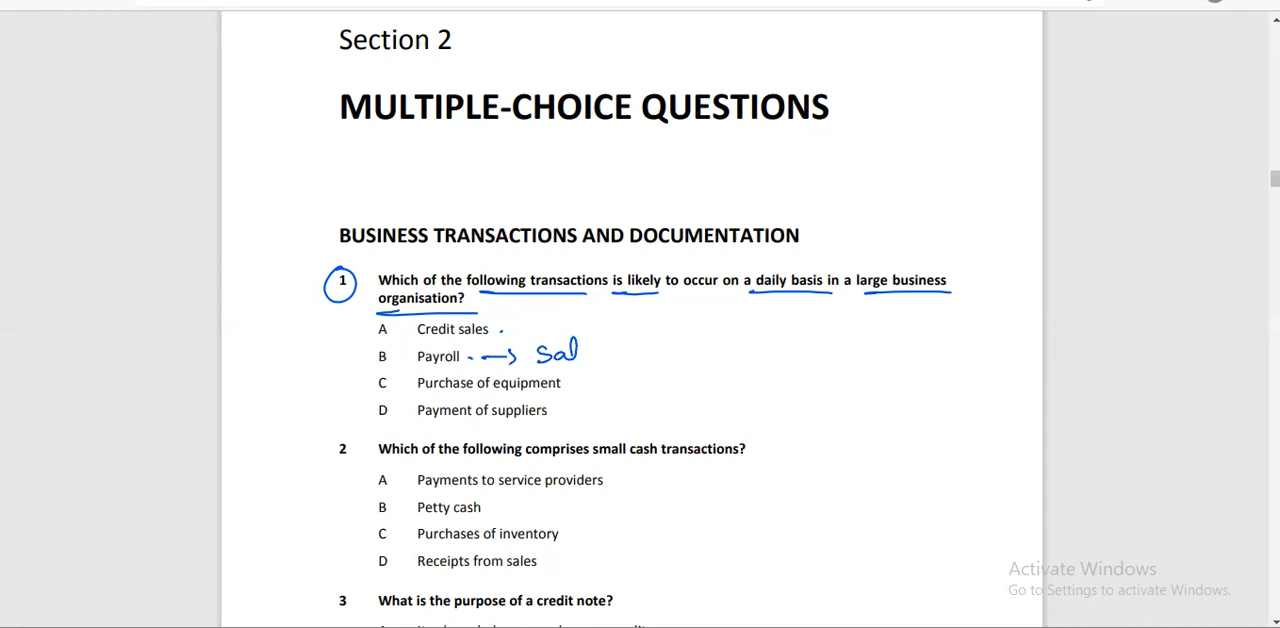 Section 2
MULTIPLE-CHOICE QUESTIONS
BUSINESS TRANSACTIONS AND DOCUMENTATION
1 Which of the following transactions is likely to occur on a daily basis in a large business
organisation?
A Credit sales
B Payroll → Sal
C Purchase of equipment
D Payment of suppliers
2 Which of the following comprises small cash transactions?
A Payments to service providers
B Petty cash
C Purchases of inventory
D Receipts from sales
Activate Windows
Go to Settings to activate Windows.
3 What is the purpose of a credit note?